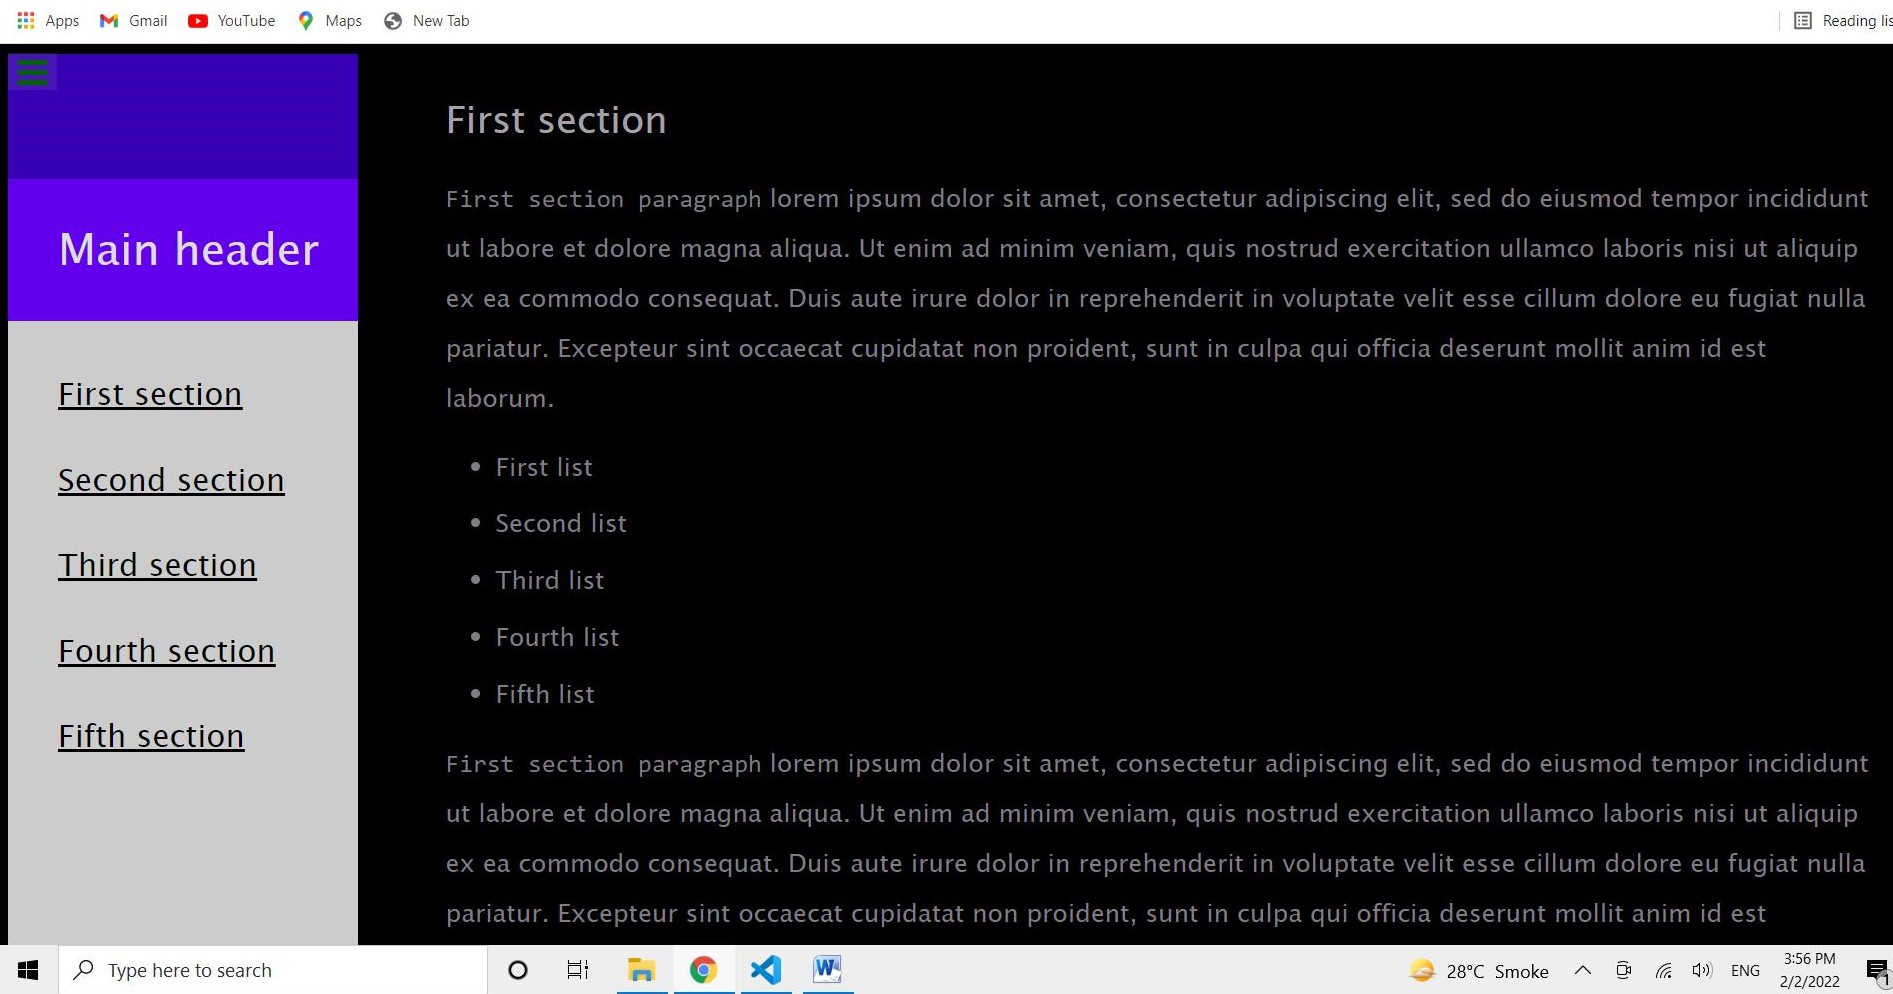 Apps Gmail YouTube Maps New Tab Reading lis
Main header
First section
Second section
Third section
Fourth section
Fifth section
First section
First section paragraph lorem ipsum dolor sit amet, consectetur adipiscing elit, sed do eiusmod tempor incididunt
ut labore et dolore magna aliqua. Ut enim ad minim veniam, quis nostrud exercitation ullamco laboris nisi ut aliquip
ex ea commodo consequat. Duis aute irure dolor in reprehenderit in voluptate velit esse cillum dolore eu fugiat nulla
pariatur. Excepteur sint occaecat cupidatat non proident, sunt in culpa qui officia deserunt mollit anim id est
laborum.
• First list
• Second list
• Third list
• Fourth list
• Fifth list
First section paragraph lorem ipsum dolor sit amet, consectetur adipiscing elit, sed do eiusmod tempor incididunt
ut labore et dolore magna aliqua. Ut enim ad minim veniam, quis nostrud exercitation ullamco laboris nisi ut aliquip
ex ea commodo consequat. Duis aute irure dolor in reprehenderit in voluptate velit esse cillum dolore eu fugiat nulla
pariatur. Excepteur sint occaecat cupidatat non proident, sunt in culpa qui officia deserunt mollit anim id est
Type here to search W 28°C Smoke ENG 3:56 PM
2/2/2022 1